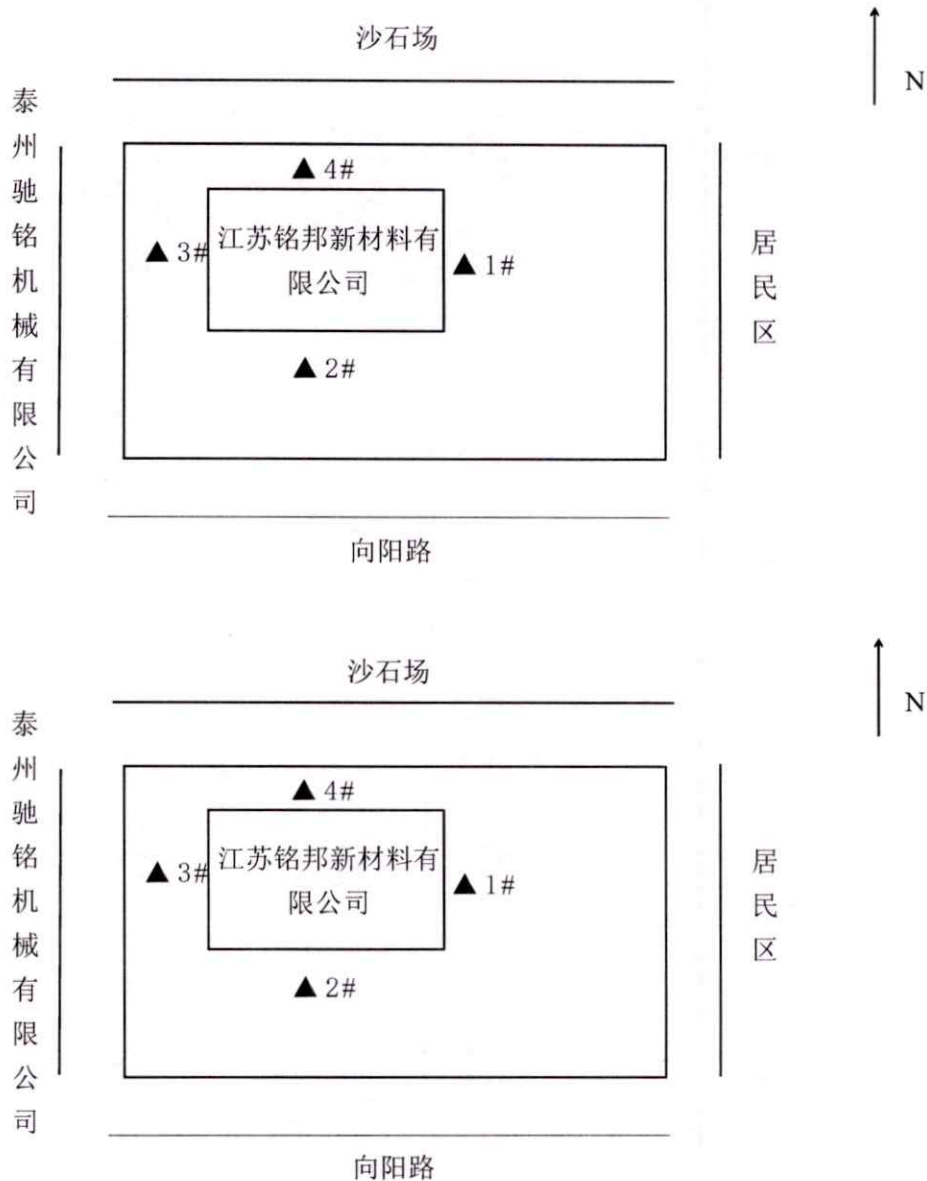 沙石场
N
泰州驰铭机械有限公司
▲4#
▲3#
江苏铭邦新材料有
限公司
▲1#
居民区
▲2#
向阳路
沙石场
N
泰州驰铭机械有限公司
▲4#
▲3#
江苏铭邦新材料有
限公司
▲1#
居民区
▲2#
向阳路